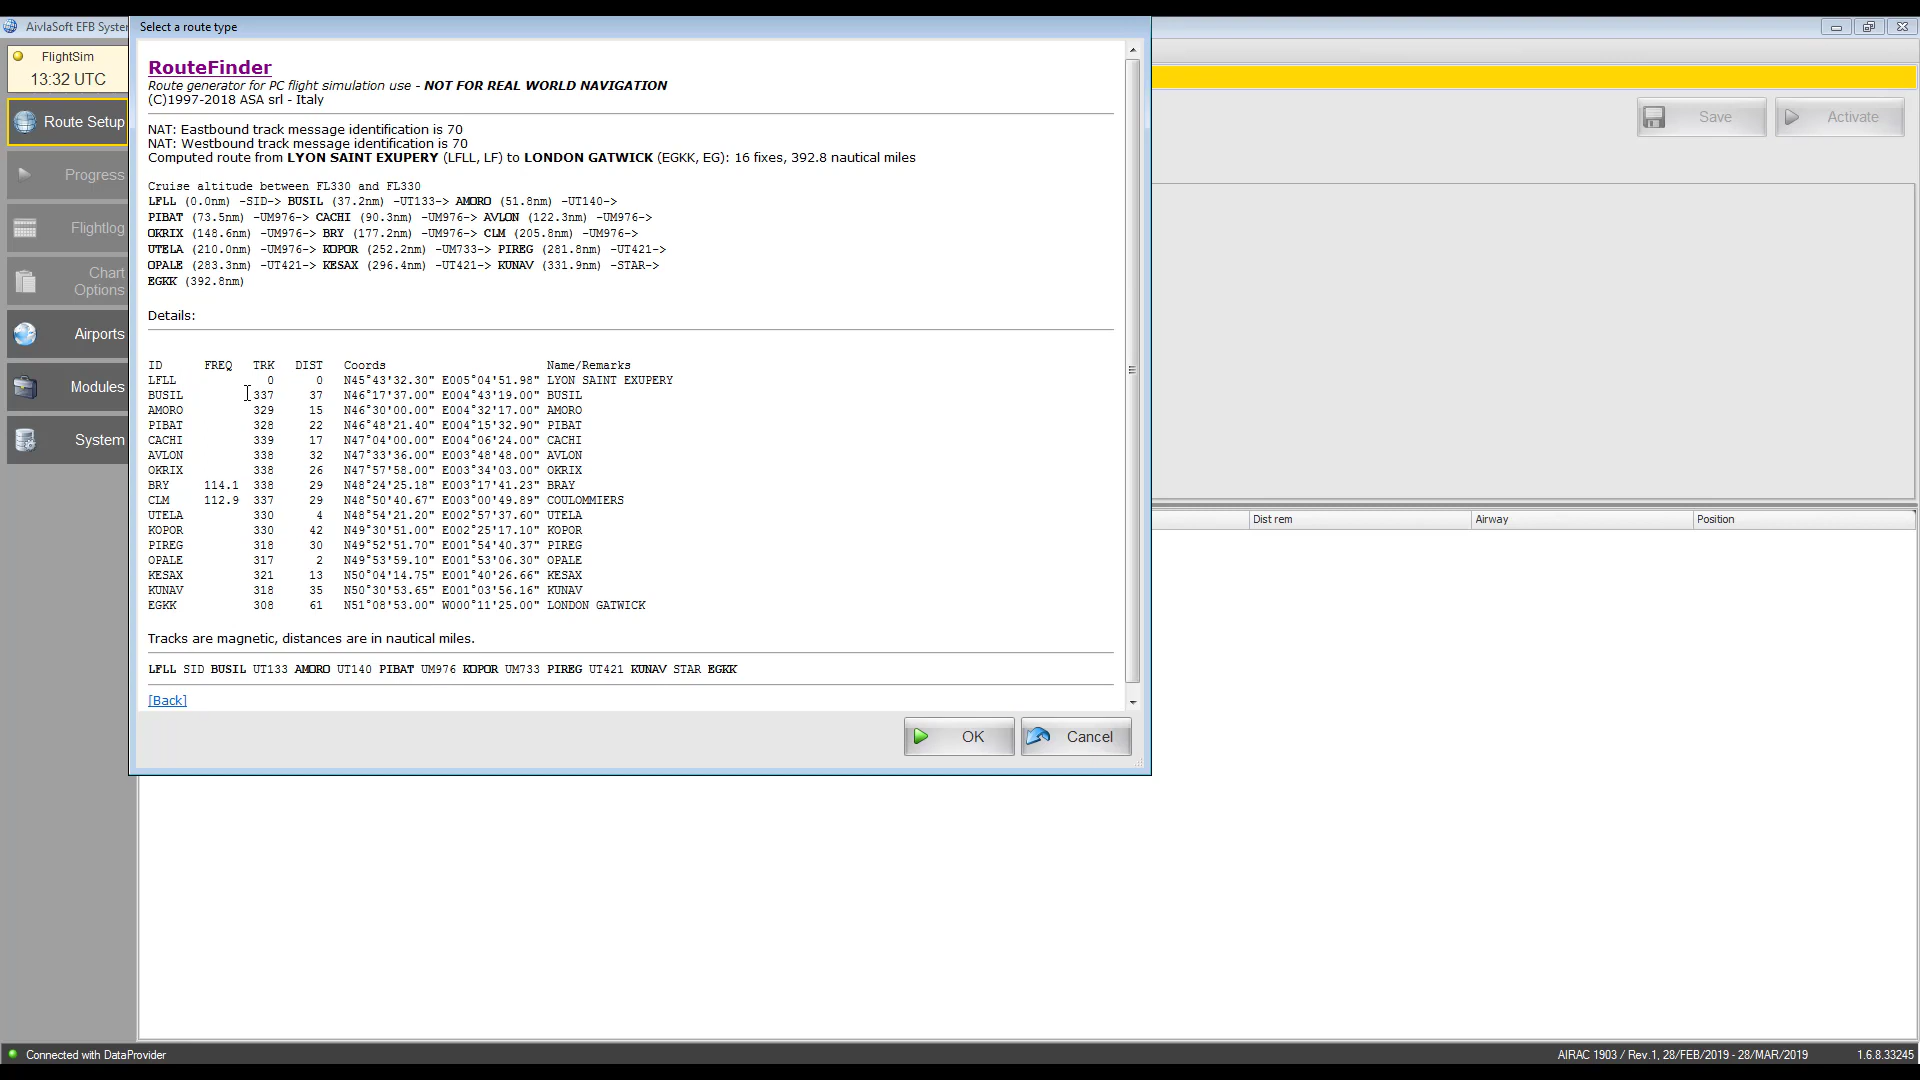 AivlaSoft EFB System
Select a route type
FlightSim
13:32 UTC
Route Setup
Progress
Flightlog
Chart
Options
Airports
Modules
System
RouteFinder
Route generator for PC flight simulation use - NOT FOR REAL WORLD NAVIGATION
(C)1997-2018 ASA srl - Italy
NAT: Eastbound track message identification is 70
NAT: Westbound track message identification is 70
Computed route from LYON SAINT EXUPERY (LFLL, LF) to LONDON GATWICK (EGKK, EG): 16 fixes, 392.8 nautical miles
Cruise altitude between FL330 and FL330
LFLL (0.0nm) -SID-> BUSIL (37.2nm) -UT133-> AMORO (51.8nm) -UT140->
PIBAT (73.5nm) -UM976-> CACHI (90.3nm) -UM976-> AVLON (122.3nm) -UM976->
OKRIX (148.6nm) -UM976-> BRY (177.2nm) -UM976-> CLM (205.8nm) -UM976->
UTELA (210.0nm) -UM976-> KOPOR (252.2nm) -UM733-> PIREG (281.8nm) -UT421->
OPALE (283.3nm) -UT421-> KESAX (296.4nm) -UT421-> KUNAV (331.9nm) -STAR->
EGKK (392.8nm)
Details:
ID FREQ TRK DIST Coords Name/Remarks
LFLL 0 0 N45°43'32.30" E005°04'51.98" LYON SAINT EXUPERY
BUSIL 337 37 N46°17'37.00" E004°43'19.00" BUSIL
AMORO 329 15 N46°30'00.00" E004°32'17.00" AMORO
PIBAT 328 22 N46°48'21.40" E004°15'32.90" PIBAT
CACHI 339 17 N47°04'00.00" E004°06'24.00" CACHI
AVLON 338 32 N47°33'36.00" E003°48'48.00" AVLON
OKRIX 338 26 N47°57'58.00" E003°34'03.00" OKRIX
BRY 114.1 338 29 N48°24'25.18" E003°17'41.23" BRAY
CLM 112.9 337 29 N48°50'40.67" E003°00'49.89" COULOMMIERS
UTELA 330 4 N48°54'21.20" E002°57'37.60" UTELA
KOPOR 330 42 N49°30'51.00" E002°25'17.10" KOPOR
PIREG 318 30 N49°52'51.70" E001°54'40.37" PIREG
OPALE 317 2 N49°53'59.10" E001°53'06.30" OPALE
KESAX 321 13 N50°04'14.75" E001°40'26.66" KESAX
KUNAV 318 35 N50°30'53.65" E001°03'56.16" KUNAV
EGKK 308 61 N51°08'53.00" W000°11'25.00" LONDON GATWICK
Tracks are magnetic, distances are in nautical miles.
LFLL SID BUSIL UT133 AMORO UT140 PIBAT UM976 KOPOR UM733 PIREG UT421 KUNAV STAR EGKK
[Back]
OK Cancel
Save Activate
Dist rem Airway Position
Connected with DataProvider
AIRAC 1903 / Rev.1, 28/FEB/2019 - 28/MAR/2019 1.6.8.33245